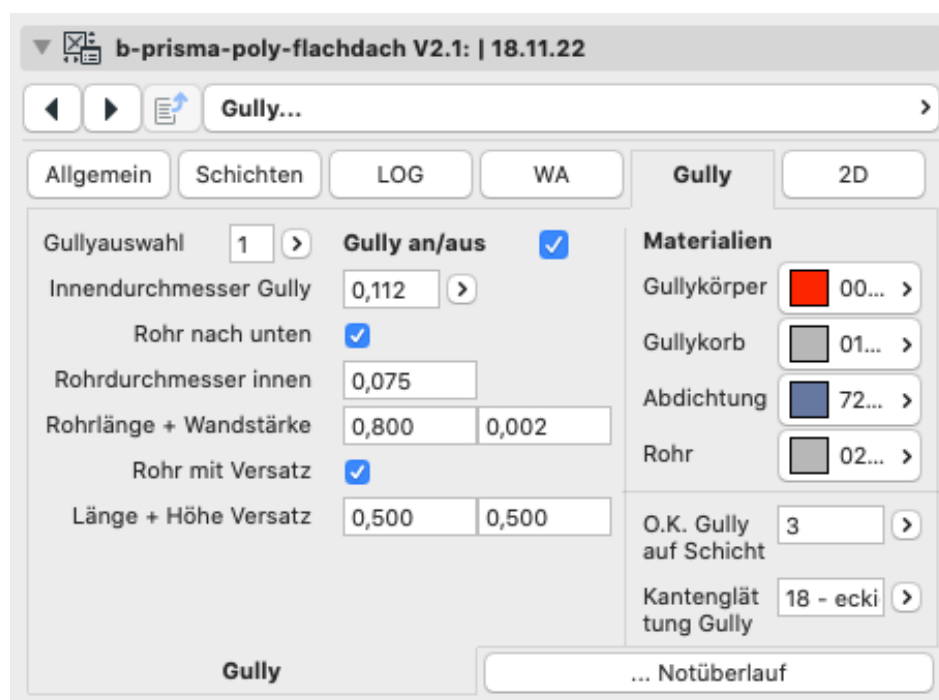 b-prisma-poly-flachdach V2.1: | 18.11.22
Gully...
Allgemein Schichten LOG WA Gully 2D
Gullyauswahl 1 Gully an/aus
Innendurchmesser Gully 0,112
Rohr nach unten
Rohrdurchmesser innen 0,075
Rohrlänge + Wandstärke 0,800 0,002
Rohr mit Versatz
Länge + Höhe Versatz 0,500 0,500
Materialien
Gullykörper 00...
Gullykorb 01...
Abdichtung 72...
Rohr 02...
O.K. Gully 3
auf Schicht
Kantenglät 18 - ecki
tung Gully
Gully ... Notüberlauf